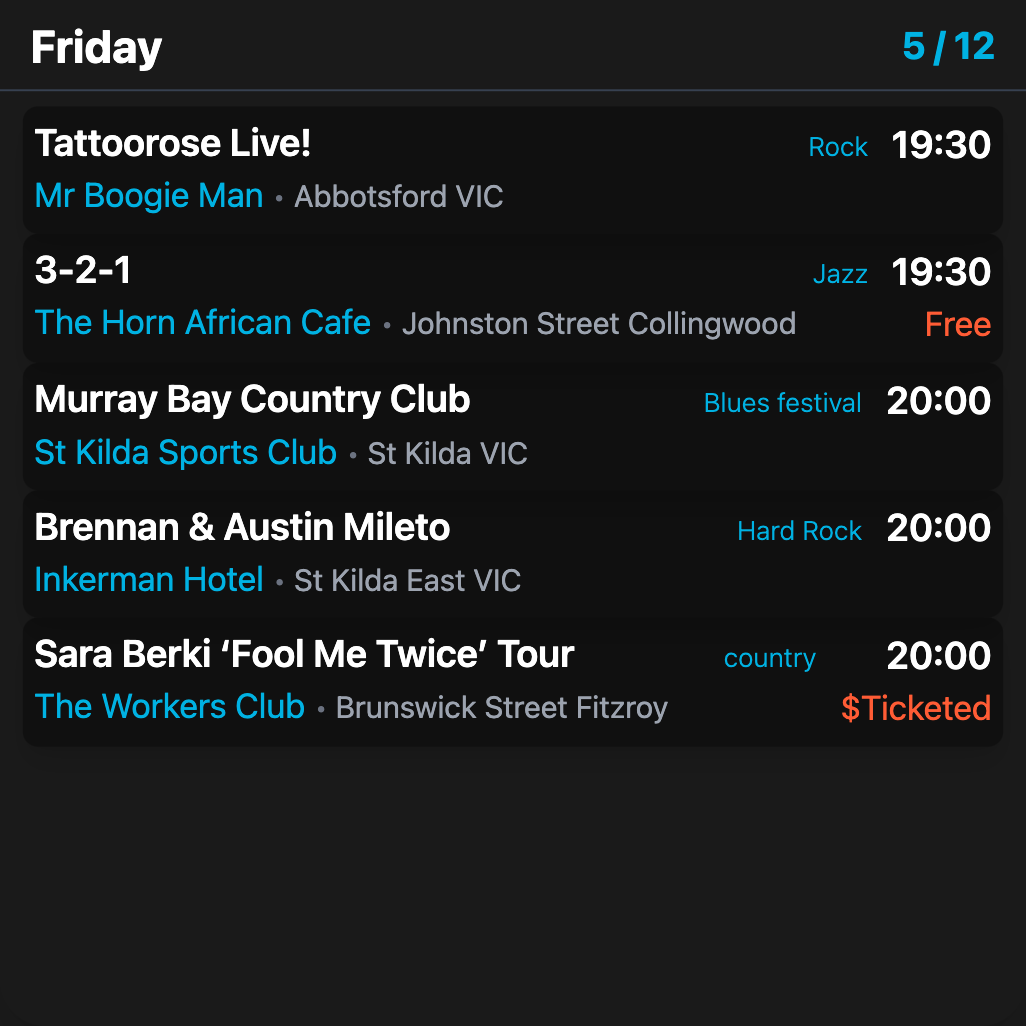 Friday 5 / 12
Tattoorose Live! Rock 19:30
Mr Boogie Man • Abbotsford VIC
3-2-1 Jazz 19:30
The Horn African Cafe • Johnston Street Collingwood Free
Murray Bay Country Club Blues festival 20:00
St Kilda Sports Club • St Kilda VIC
Brennan & Austin Mileto Hard Rock 20:00
Inkerman Hotel • St Kilda East VIC
Sara Berki ‘Fool Me Twice’ Tour country 20:00
The Workers Club • Brunswick Street Fitzroy $Ticketed